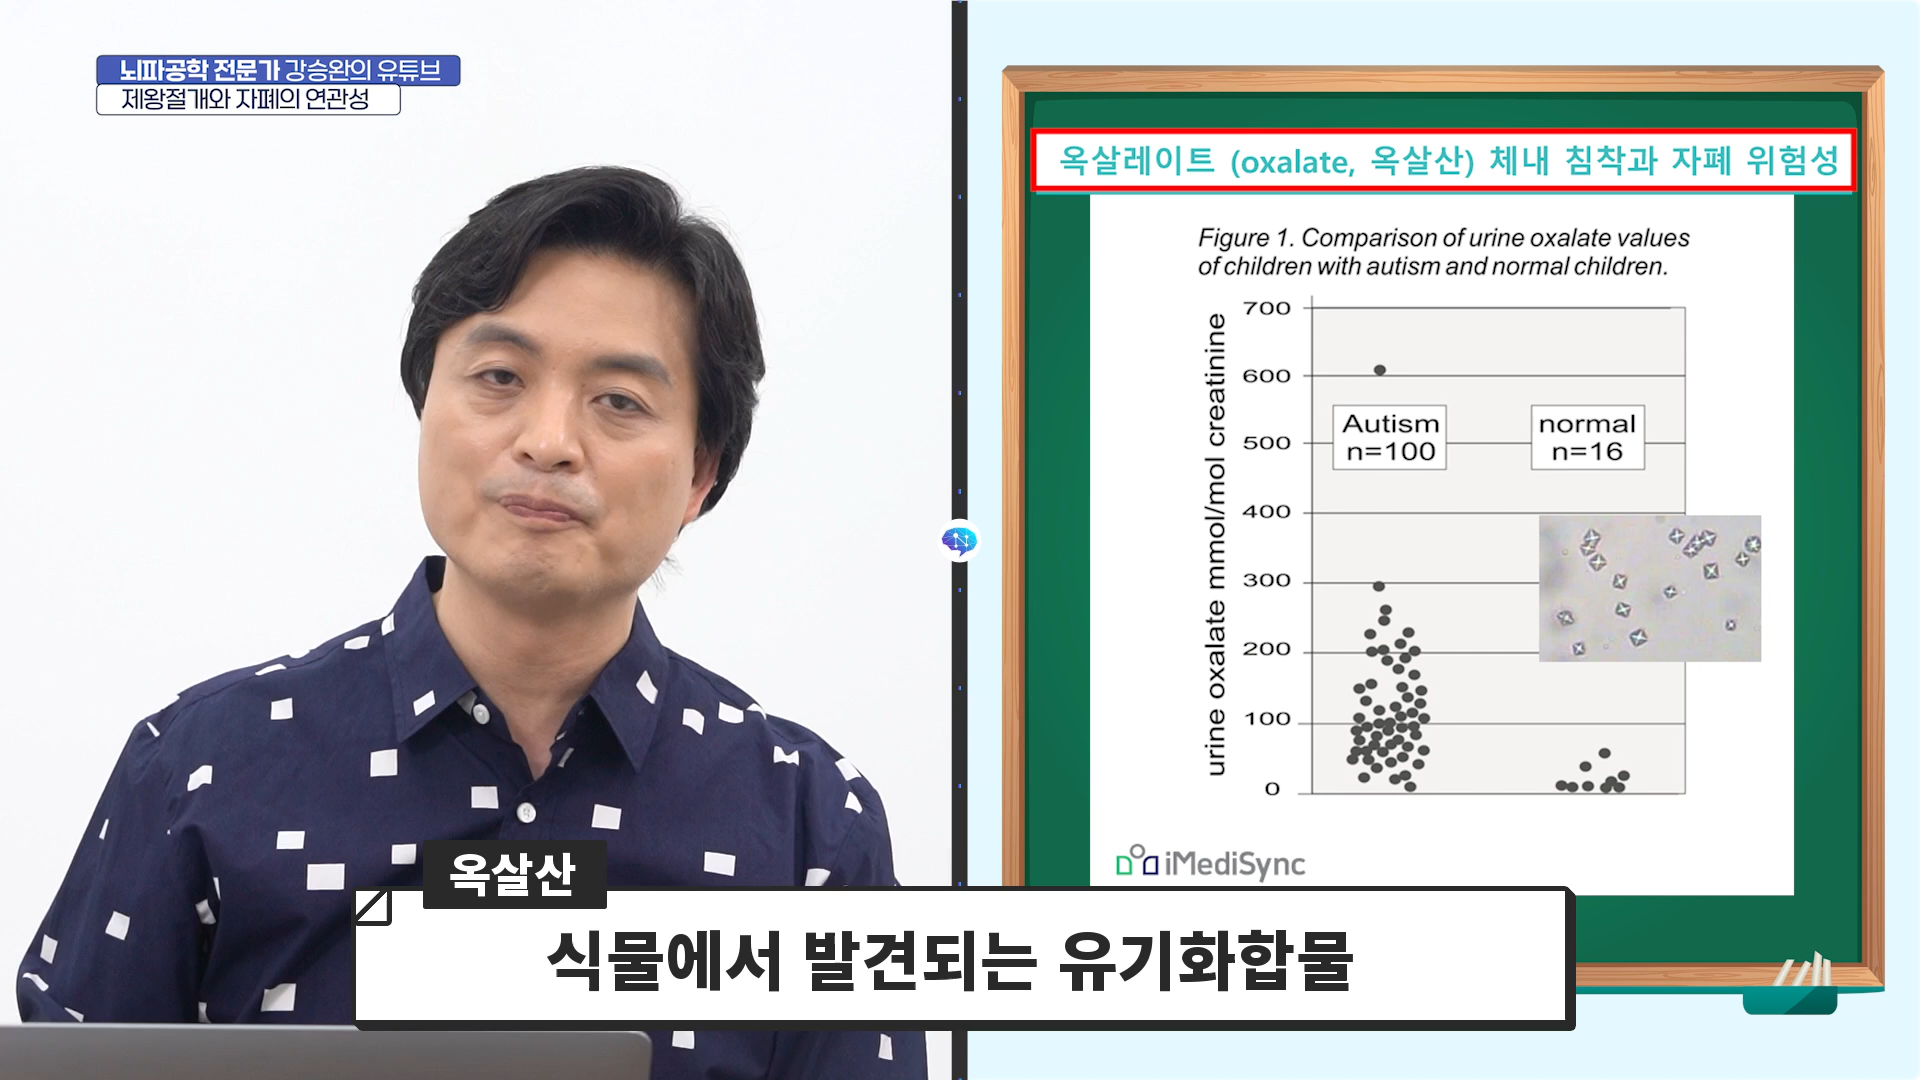 뇌파공학 전문가 강승완의 유튜브
제왕절개와 자폐의 연관성
옥살레이트 (oxalate, 옥살산) 체내 침착과 자폐 위험성
Figure 1. Comparison of urine oxalate values
of children with autism and normal children.
urine oxalate mmol/mol creatinine
700
600
500
400
300
200
100
0
Autism
n=100
normal
n=16
iMediSync
옥살산
식물에서 발견되는 유기화합물